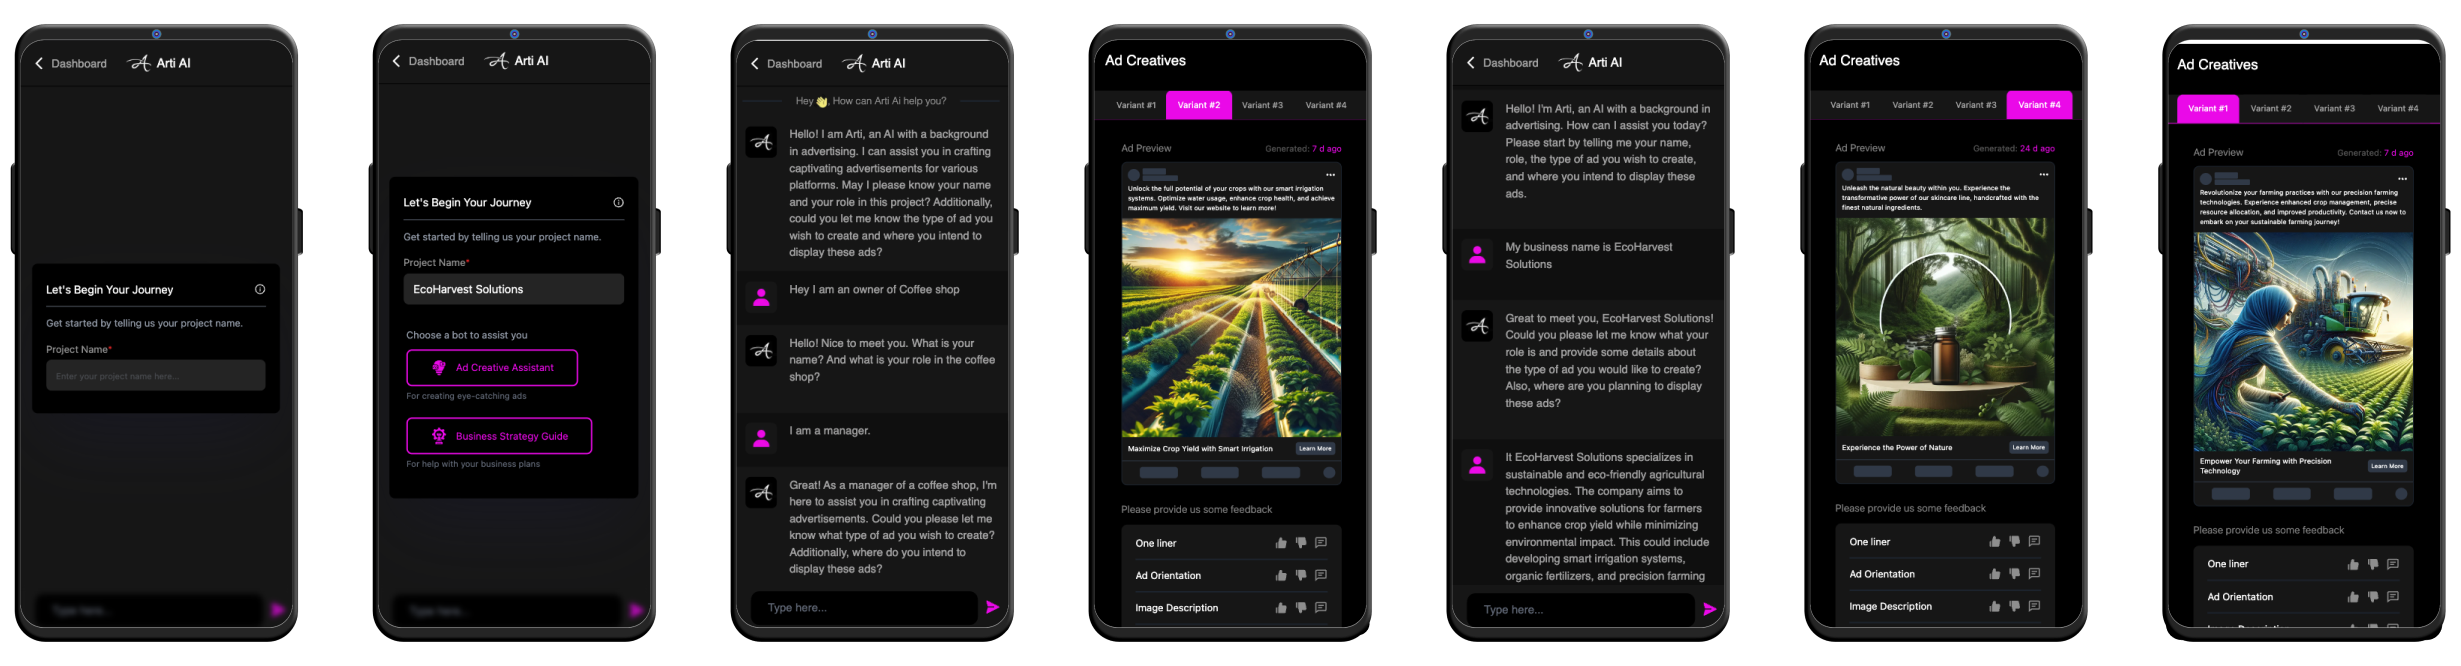 Dashboard
Arti AI
Let's Begin Your Journey
Get started by telling us your project name.
Project Name*
Enter your project name here...
Type here...
Dashboard
Arti AI
Let's Begin Your Journey
Get started by telling us your project name.
Project Name*
EcoHarvest Solutions
Choose a bot to assist you
Ad Creative Assistant
For creating eye-catching ads
Business Strategy Guide
For help with your business plans
Type here...
Dashboard
Arti AI
Hey 👋, How can Arti Ai help you?
Hello! I am Arti, an AI with a background
in advertising. I can assist you in crafting
captivating advertisements for various
platforms. May I please know your name
and your role in this project? Additionally,
could you let me know the type of ad you
wish to create and where you intend to
display these ads?
Hey I am an owner of Coffee shop
Hello! Nice to meet you. What is your
name? And what is your role in the coffee
shop?
I am a manager.
Great! As a manager of a coffee shop, I'm
here to assist you in crafting captivating
advertisements. Could you please let me
know what type of ad you wish to create?
Additionally, where do you intend to
display these ads?
Type here...
Ad Creatives
Variant #1
Variant #2
Variant #3
Variant #4
Ad Preview
Generated: 7 d ago
Unlock the full potential of your crops with our smart irrigation
systems. Optimize water usage, enhance crop health, and achieve
maximum yield. Visit our website to learn more!
Maximize Crop Yield with Smart Irrigation
Learn More
Please provide us some feedback
One liner
Ad Orientation
Image Description
Dashboard
Arti AI
Hello! I'm Arti, an AI with a background in
advertising. How can I assist you today?
Please start by telling me your name,
role, the type of ad you wish to create,
and where you intend to display these
ads.
My business name is EcoHarvest
Solutions
Great to meet you, EcoHarvest Solutions!
Could you please let me know what your
role is and provide some details about
the type of ad you would like to create?
Also, where are you planning to display
these ads?
It EcoHarvest Solutions specializes in
sustainable and eco-friendly agricultural
technologies. The company aims to
provide innovative solutions for farmers
to enhance crop yield while minimizing
environmental impact. This could include
developing smart irrigation systems,
organic fertilizers, and precision farming
Type here...
Ad Creatives
Variant #1
Variant #2
Variant #3
Variant #4
Ad Preview
Generated: 24 d ago
Unleash the natural beauty within you. Experience the
transformative power of our skincare line, handcrafted with the
finest natural ingredients.
Experience the Power of Nature
Learn More
Please provide us some feedback
One liner
Ad Orientation
Image Description
Ad Creatives
Variant #1
Variant #2
Variant #3
Variant #4
Ad Preview
Generated: 7 d ago
Revolutionize your farming practices with our precision farming
technologies. Experience enhanced crop management, precise
resource allocation, and improved productivity. Contact us now to
embark on your sustainable farming journey!
Empower Your Farming with Precision
Technology
Learn More
Please provide us some feedback
One liner
Ad Orientation